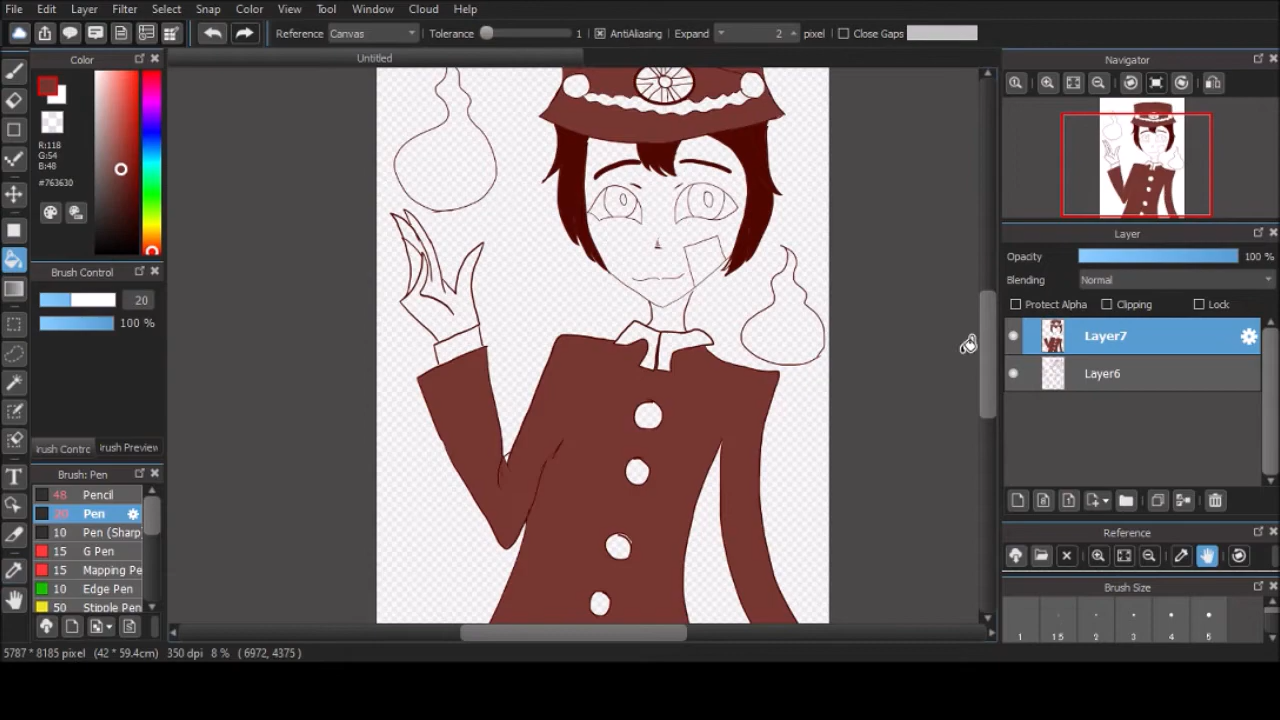 File Edit Layer Filter Select Snap Color View Tool Window Cloud Help
Reference Canvas Tolerance 1 AntiAliasing Expand 2 pixel Close Gaps
Color
Untitled
Navigator
R:118
G:54
B:48
#763630
Layer
Opacity 100 %
Blending Normal
Protect Alpha Clipping Lock
Layer7
Layer6
Brush Control
20
100 %
Brush Contrc Brush Preview
Brush: Pen
48 Pencil
Pen
10 Pen (Sharp
15 G Pen
15 Mapping Pe
10 Edge Pen
50 Stipple Pen
T
Reference
Brush Size
1 1.5 2 3 4 5
5787 * 8185 pixel (42 * 59.4cm) 350 dpi 8 % ( 6972, 4375 )